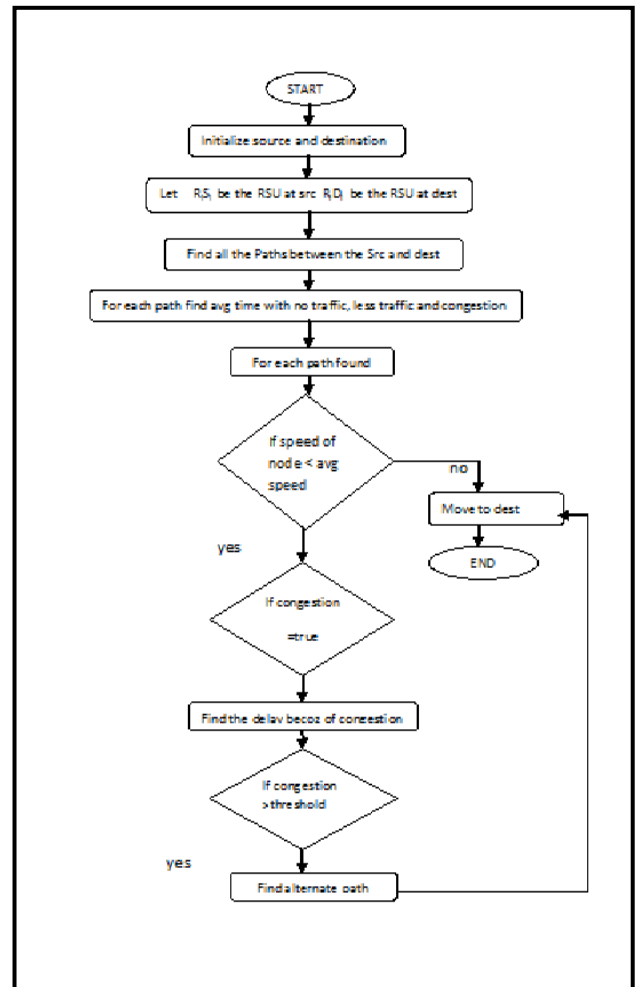 START
Initialize source and destination
Let RiSi be the RSU at src RjDj be the RSU at dest
Find all the Paths between the Src and dest
For each path find avg time with no traffic, less traffic and congestion
For each path found
If speed of
node < avg
speed
no
Move to dest
END
yes
If congestion
=true
Find the delay becoz of congestion
If congestion
>threshold
yes
Find alternate path